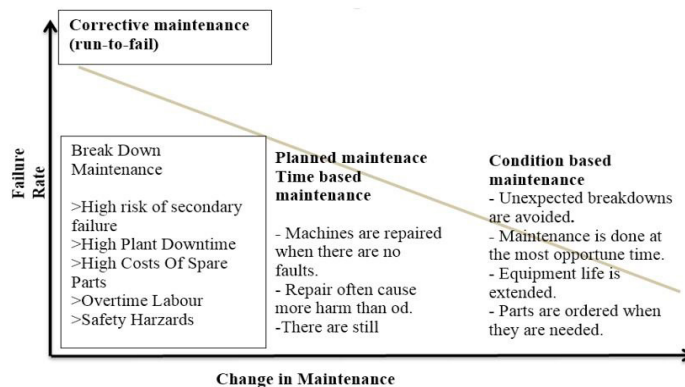 Corrective maintenance
(run-to-fail)
Failure
Rate
Break Down
Maintenance
>High risk of secondary
failure
>High Plant Downtime
>High Costs Of Spare
Parts
>Overtime Labour
>Safety Harzards
Planned maintenace
Time based
maintenance
- Machines are repaired
when there are no
faults.
- Repair often cause
more harm than od.
-There are still
Condition based
maintenance
- Unexpected breakdowns
are avoided.
- Maintenance is done at
the most opportune time.
- Equipment life is
extended.
- Parts are ordered when
they are needed.
Change in Maintenance